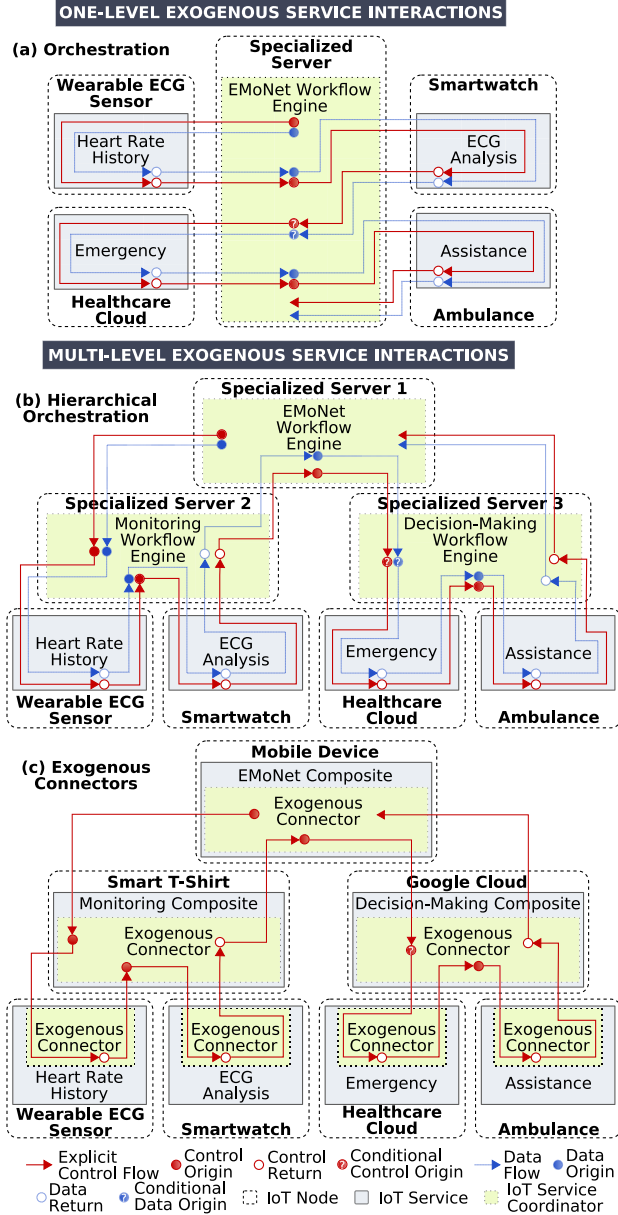 ONE-LEVEL EXOGENOUS SERVICE INTERACTIONS
(a) Orchestration
Specialized
Server
EMoNet Workflow
Engine
Wearable ECG
Sensor
Heart Rate
History
Smartwatch
ECG
Analysis
?
?
Emergency
Healthcare
Cloud
Assistance
Ambulance
MULTI-LEVEL EXOGENOUS SERVICE INTERACTIONS
(b) Hierarchical
Orchestration
Specialized Server 1
EMoNet
Workflow
Engine
Specialized Server 2
Monitoring
Workflow
Engine
Specialized Server 3
Decision-Making
Workflow
Engine
? ?
Heart Rate
History
Wearable ECG
Sensor
ECG
Analysis
Smartwatch
Emergency
Healthcare
Cloud
Assistance
Ambulance
(c) Exogenous
Connectors
Mobile Device
EMoNet Composite
Exogenous
Connector
Smart T-Shirt
Monitoring Composite
Exogenous
Connector
Google Cloud
Decision-Making Composite
Exogenous
Connector
?
Exogenous
Connector
Heart Rate
History
Wearable ECG
Sensor
Exogenous
Connector
ECG
Analysis
Smartwatch
Exogenous
Connector
Emergency
Healthcare
Cloud
Exogenous
Connector
Assistance
Ambulance
Explicit
Control Flow
Control
Origin
Control
Return
?
Conditional
Control Origin
Data
Flow
Data
Origin
Data
Return
?
Conditional
Data Origin
IoT Node
IoT Service
IoT Service
Coordinator